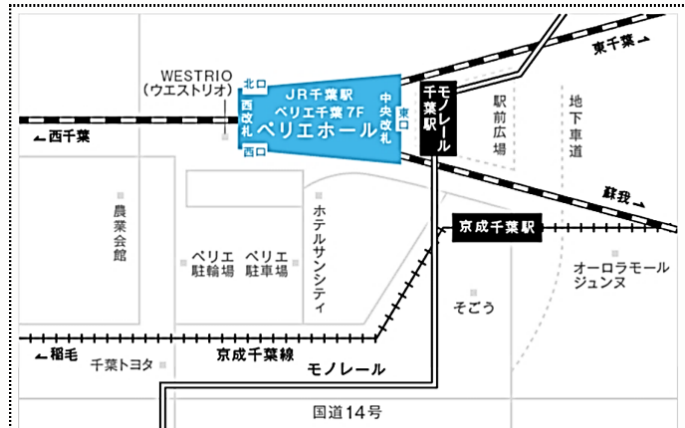 東千葉
WESTRIO
(ウエストリオ)
北口
JR千葉駅
ペリエ千葉 7F
ペリエホール
西改札
中央改札
東口
西口
モノレール
千葉駅
駅前広場
地下車道
西千葉
蘇我
農業会館
ペリエ
駐輪場
ペリエ
駐車場
ホテルサンシティ
京成千葉駅
オーロラモール
ジュンヌ
そごう
稲毛
千葉トヨタ
京成千葉線
モノレール
国道14号